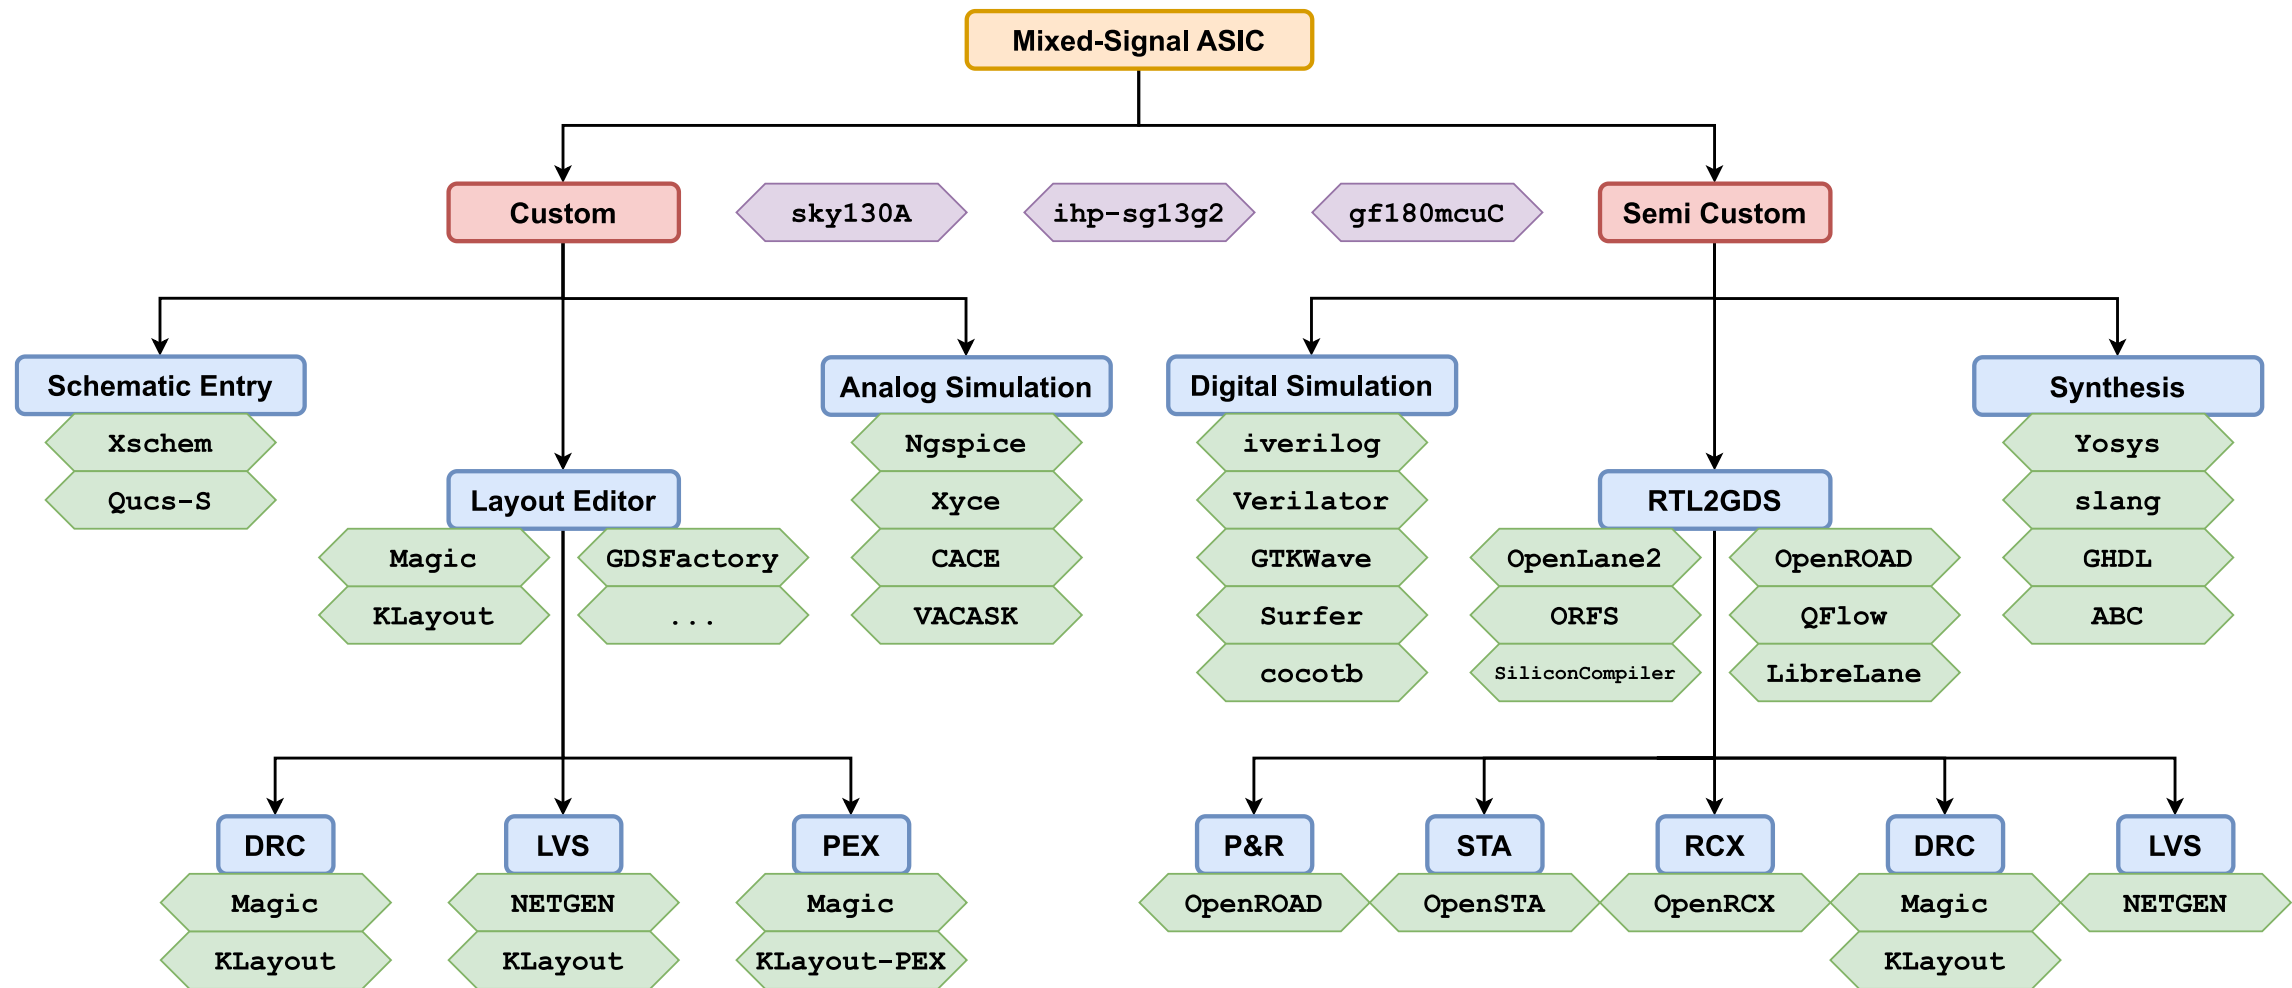 Mixed-Signal ASIC
Custom
sky130A
ihp-sg13g2
gf180mcuC
Semi Custom
Schematic Entry
Xschem
Qucs-S
Layout Editor
Magic
GDSFactory
KLayout
...
Analog Simulation
Ngspice
Xyce
CACE
VACASK
Digital Simulation
iverilog
Verilator
GTKWave
Surfer
cocotb
RTL2GDS
OpenLane2
OpenROAD
ORFS
QFlow
SiliconCompiler
LibreLane
Synthesis
Yosys
slang
GHDL
ABC
DRC
Magic
KLayout
LVS
NETGEN
KLayout
PEX
Magic
KLayout-PEX
P&R
OpenROAD
STA
OpenSTA
RCX
OpenRCX
DRC
Magic
KLayout
LVS
NETGEN